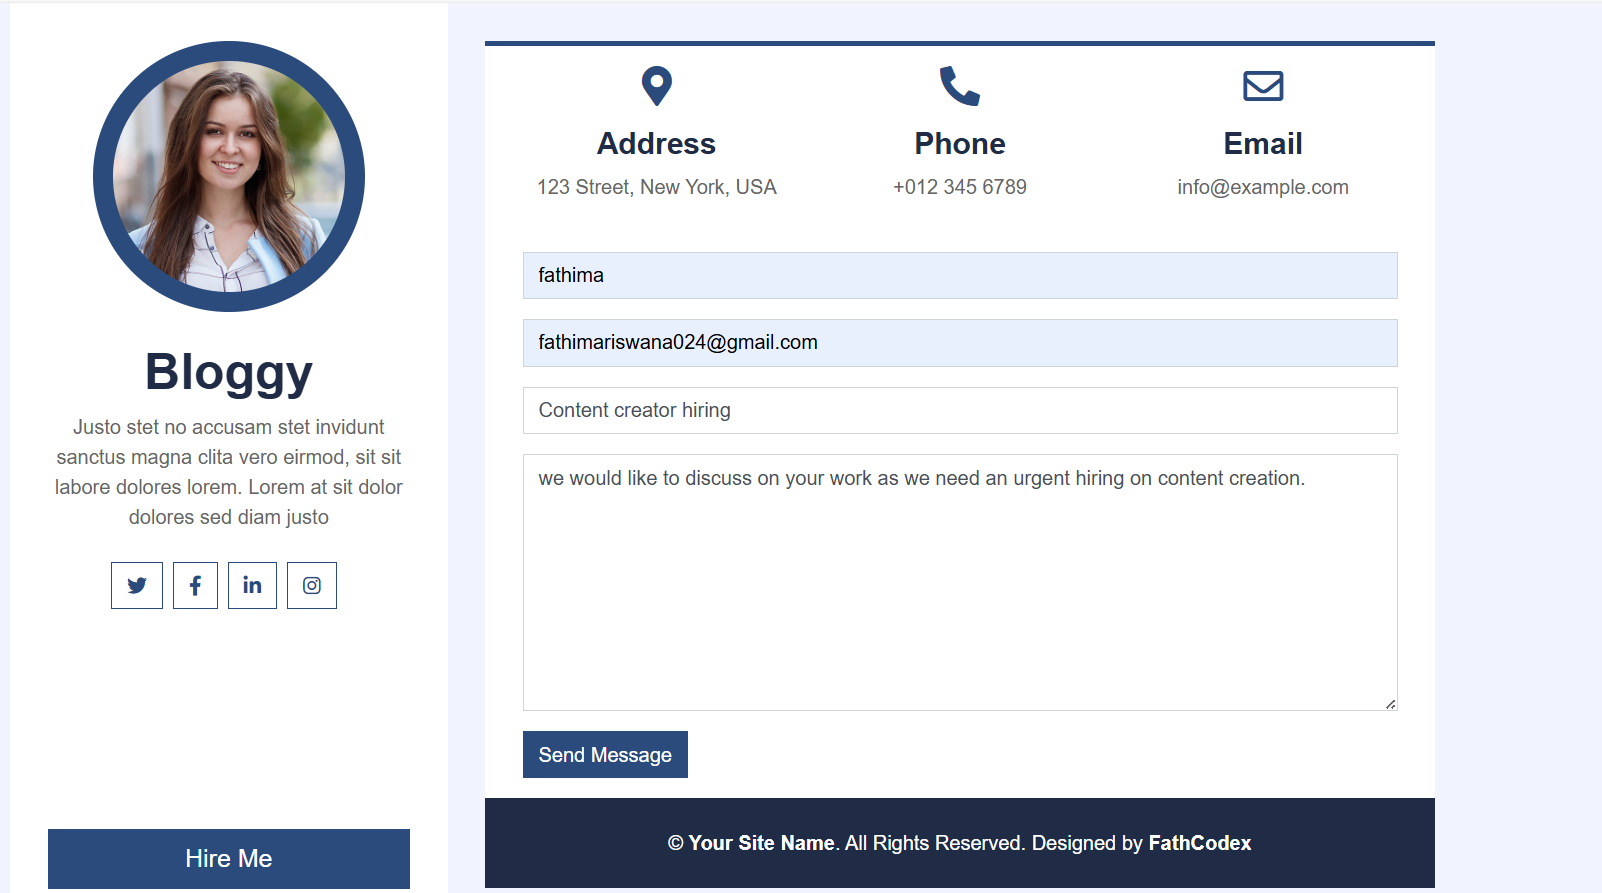 Bloggy
Justo stet no accusam stet invidunt
sanctus magna clita vero eirmod, sit sit
labore dolores lorem. Lorem at sit dolor
dolores sed diam justo
Hire Me
Address
123 Street, New York, USA
Phone
+012 345 6789
Email
info@example.com
fathima
fathimariswana024@gmail.com
Content creator hiring
we would like to discuss on your work as we need an urgent hiring on content creation.
Send Message
© Your Site Name. All Rights Reserved. Designed by FathCodex